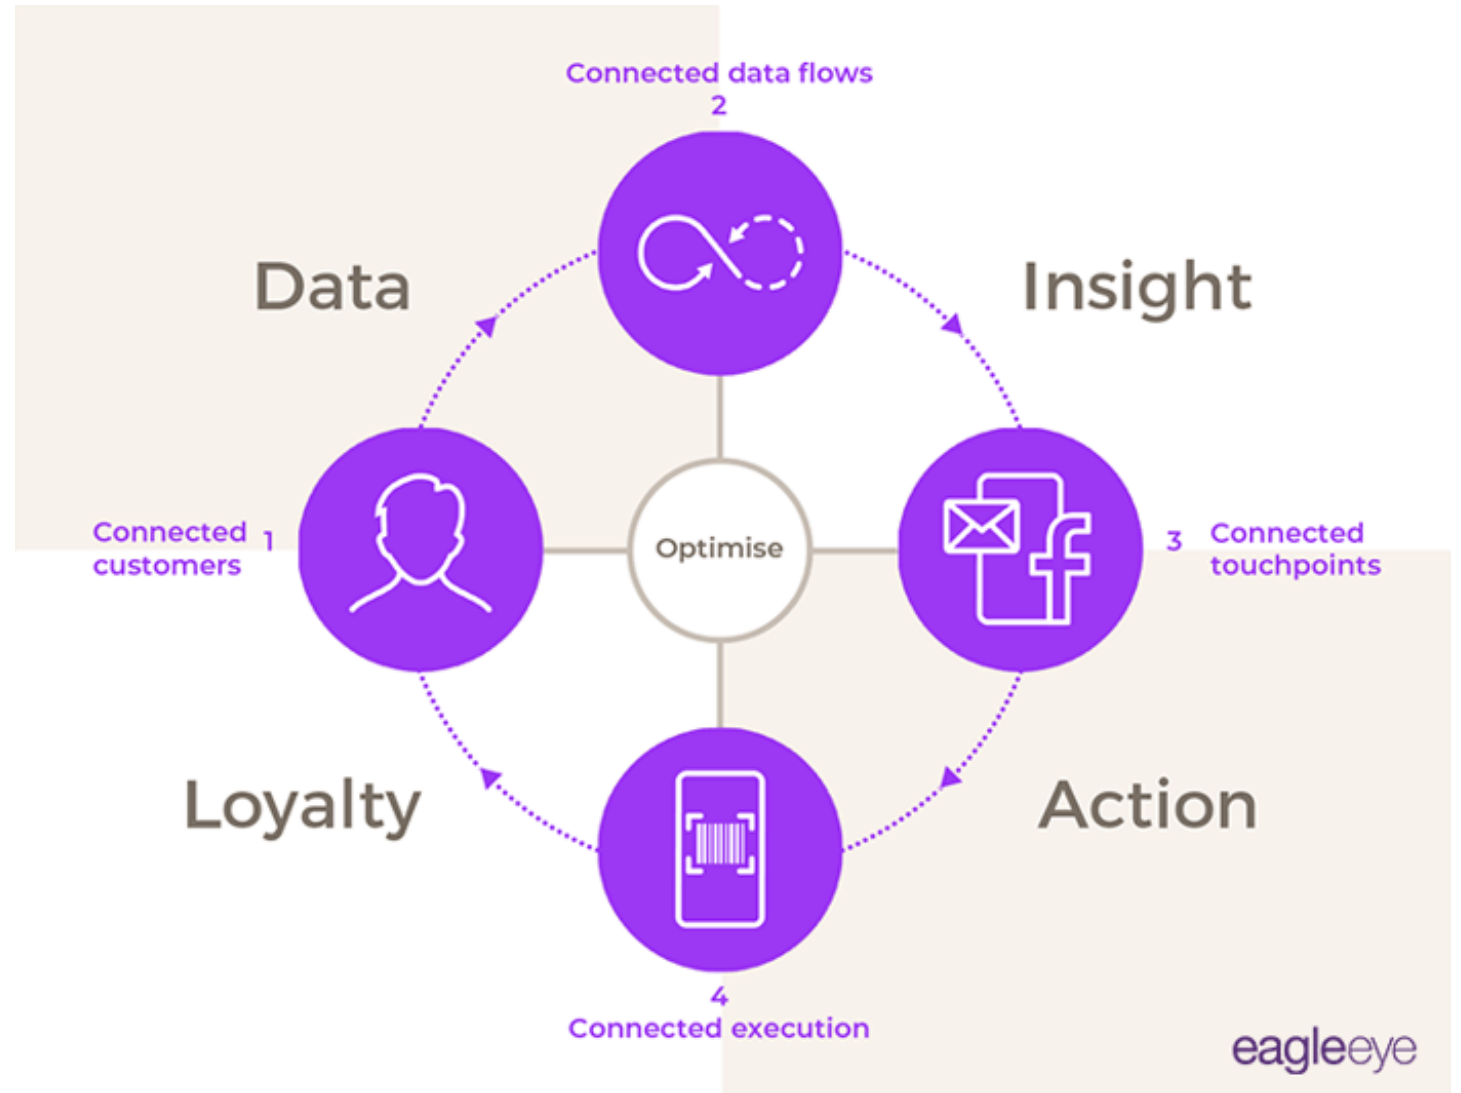 Connected data flows
2
Data
Insight
Connected
customers
1
Optimise
3
Connected
touchpoints
Loyalty
Action
4
Connected execution
eagleeye